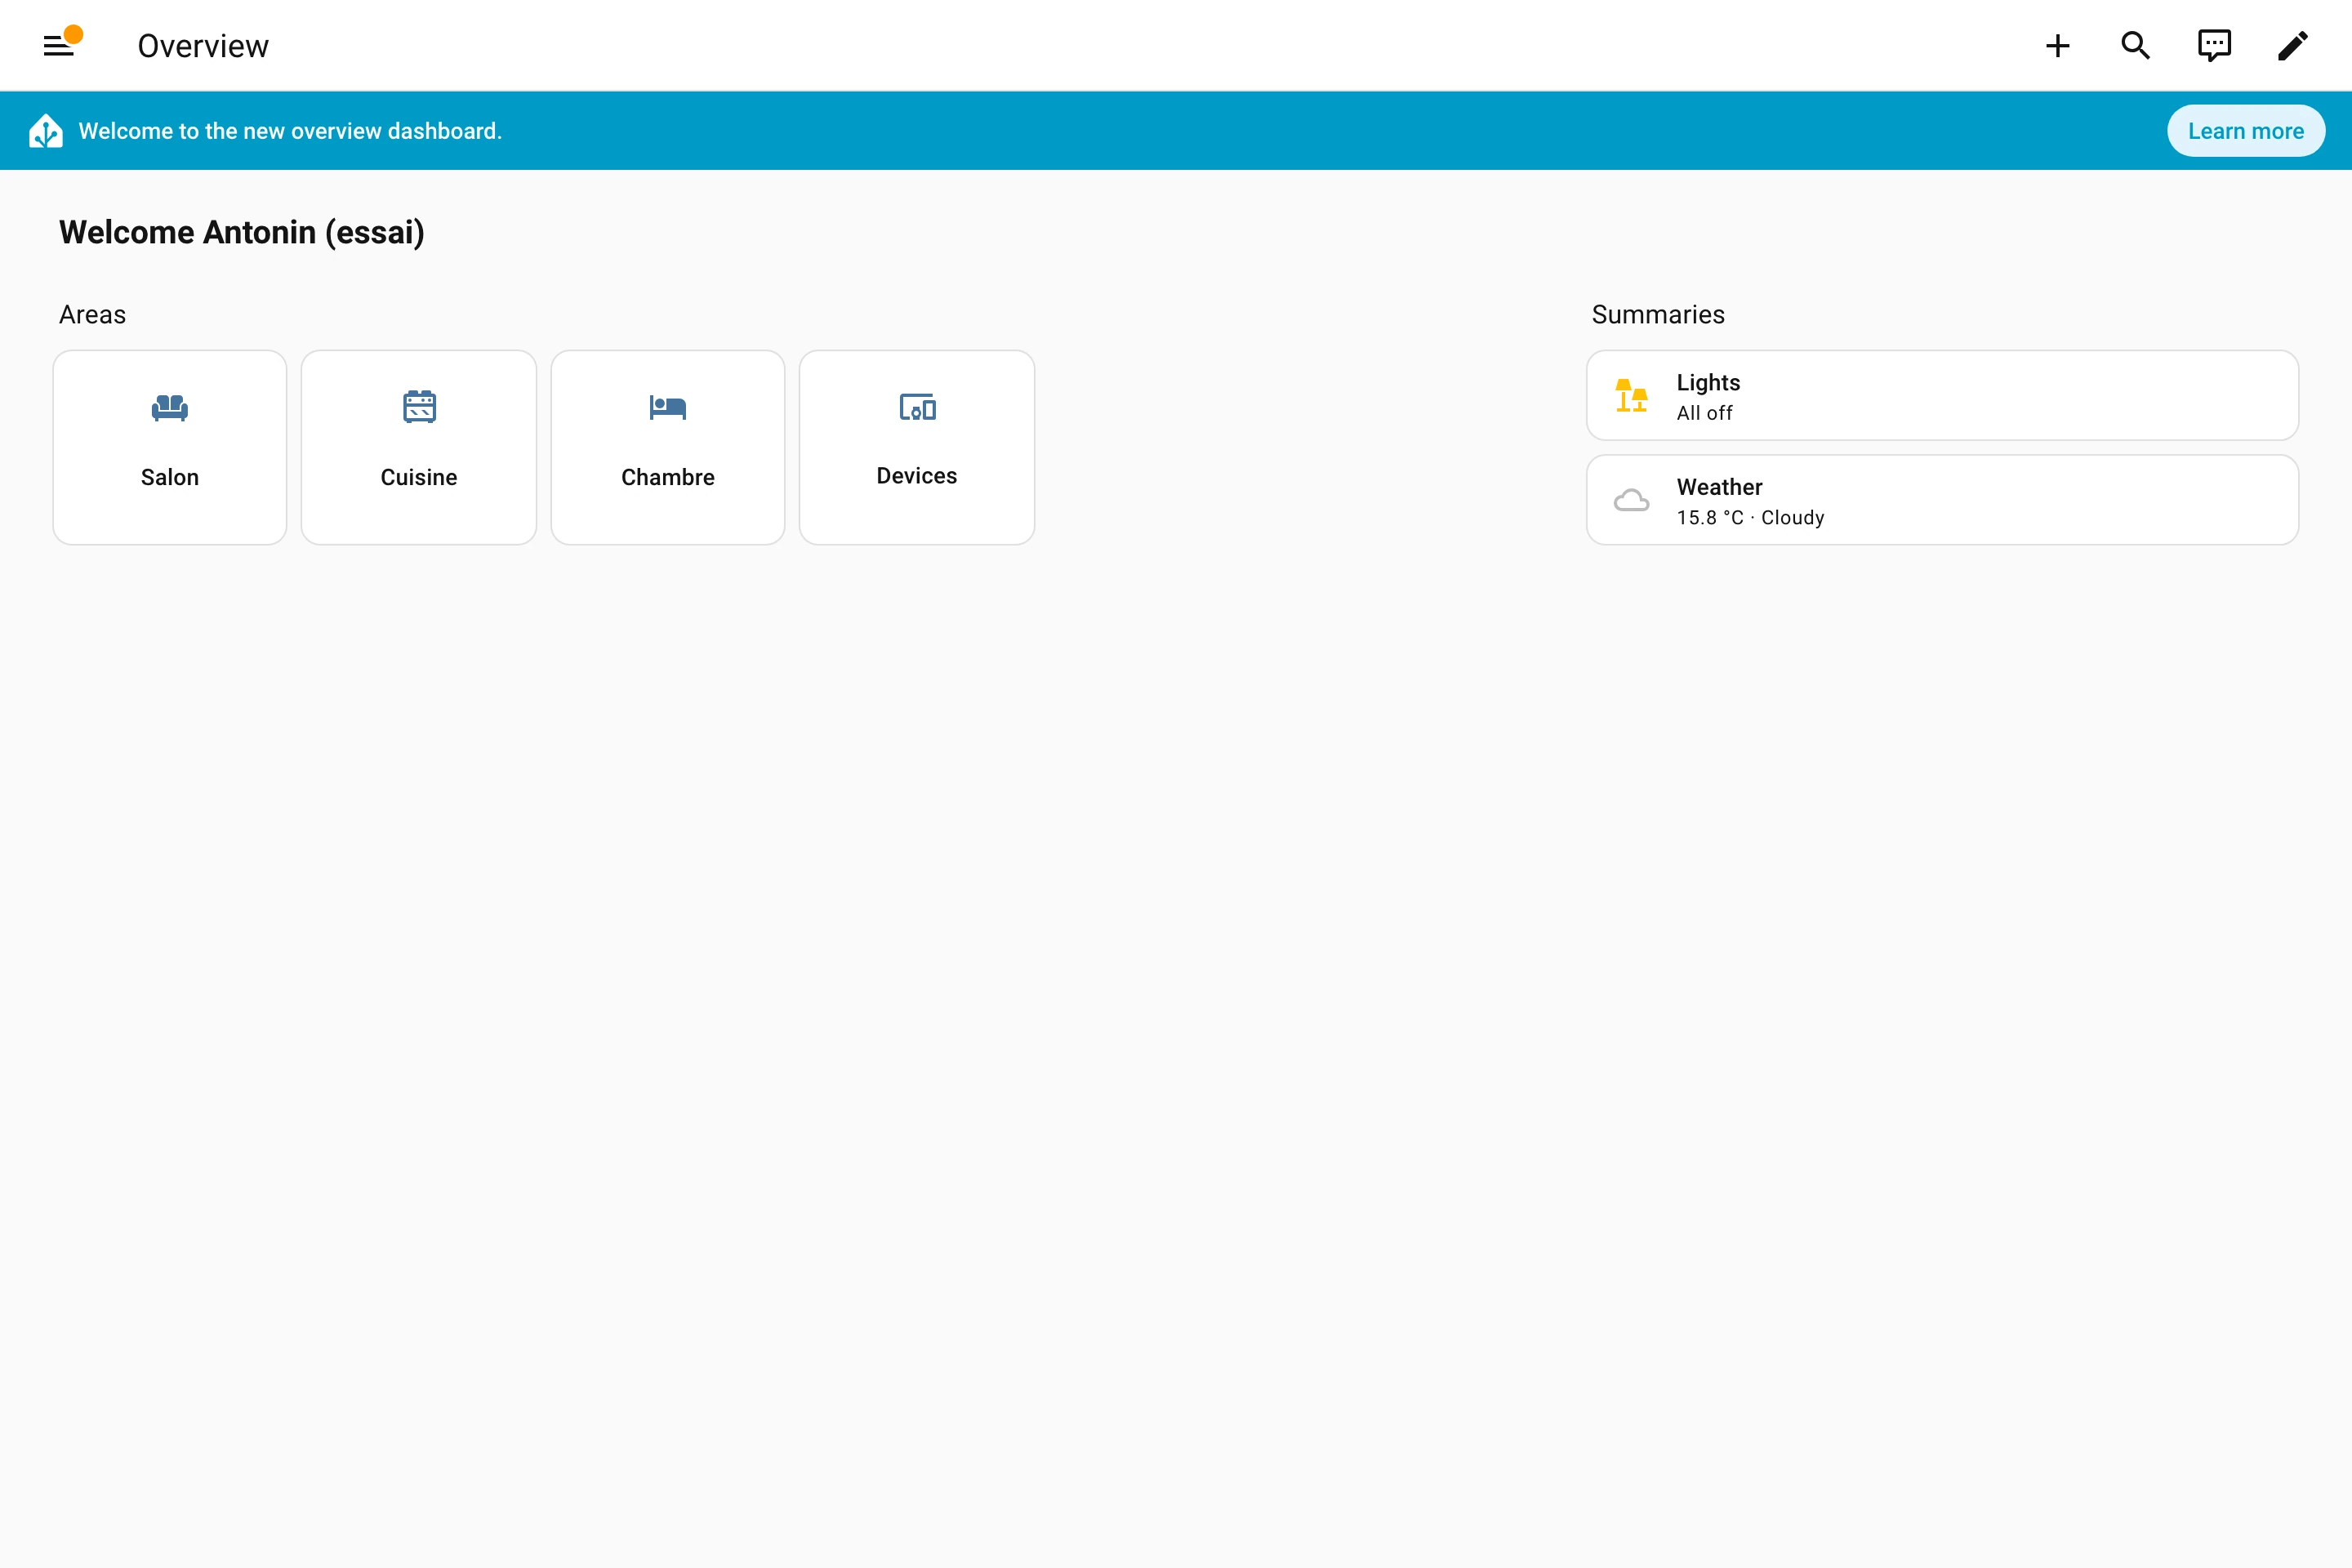 Overview
Welcome to the new overview dashboard.
Learn more
Welcome Antonin (essai)
Areas
Salon
Cuisine
Chambre
Devices
Summaries
Lights
All off
Weather
15.8 °C · Cloudy